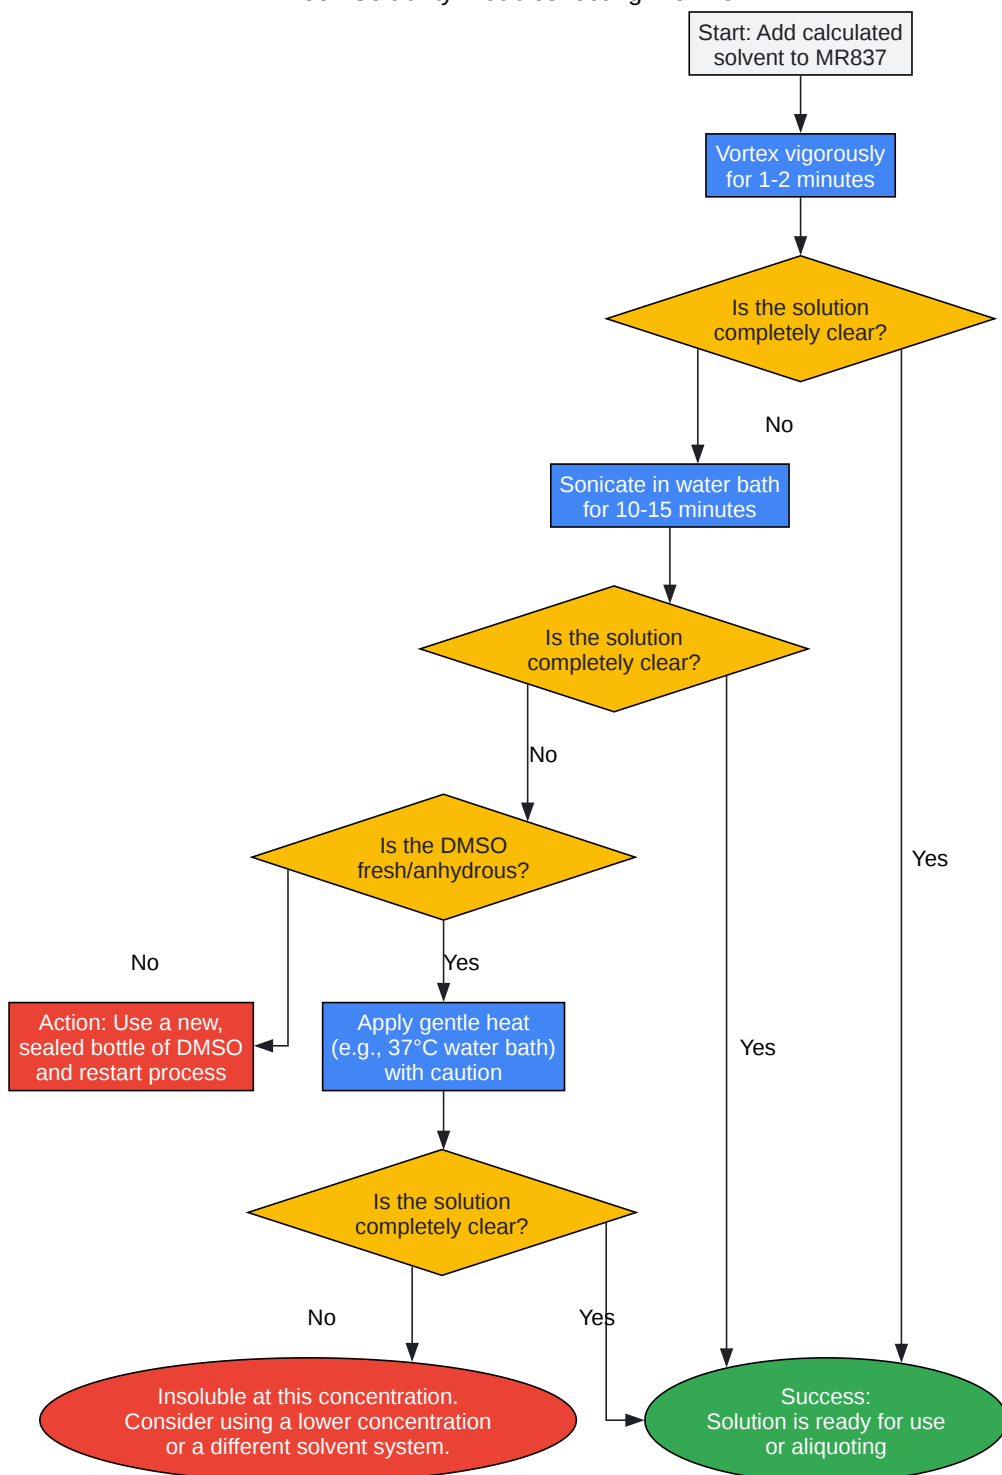 Start: Add calculated
solvent to MR837
Vortex vigorously
for 1-2 minutes
Is the solution
completely clear?
No
Sonicate in water bath
for 10-15 minutes
Is the solution
completely clear?
No
Is the DMSO
fresh/anhydrous?
Yes
No
Yes
Action: Use a new,
sealed bottle of DMSO
and restart process
Apply gentle heat
(e.g., 37°C water bath)
with caution
Yes
Is the solution
completely clear?
No
Yes
Insoluble at this concentration.
Consider using a lower concentration
or a different solvent system.
Success:
Solution is ready for use
or aliquoting